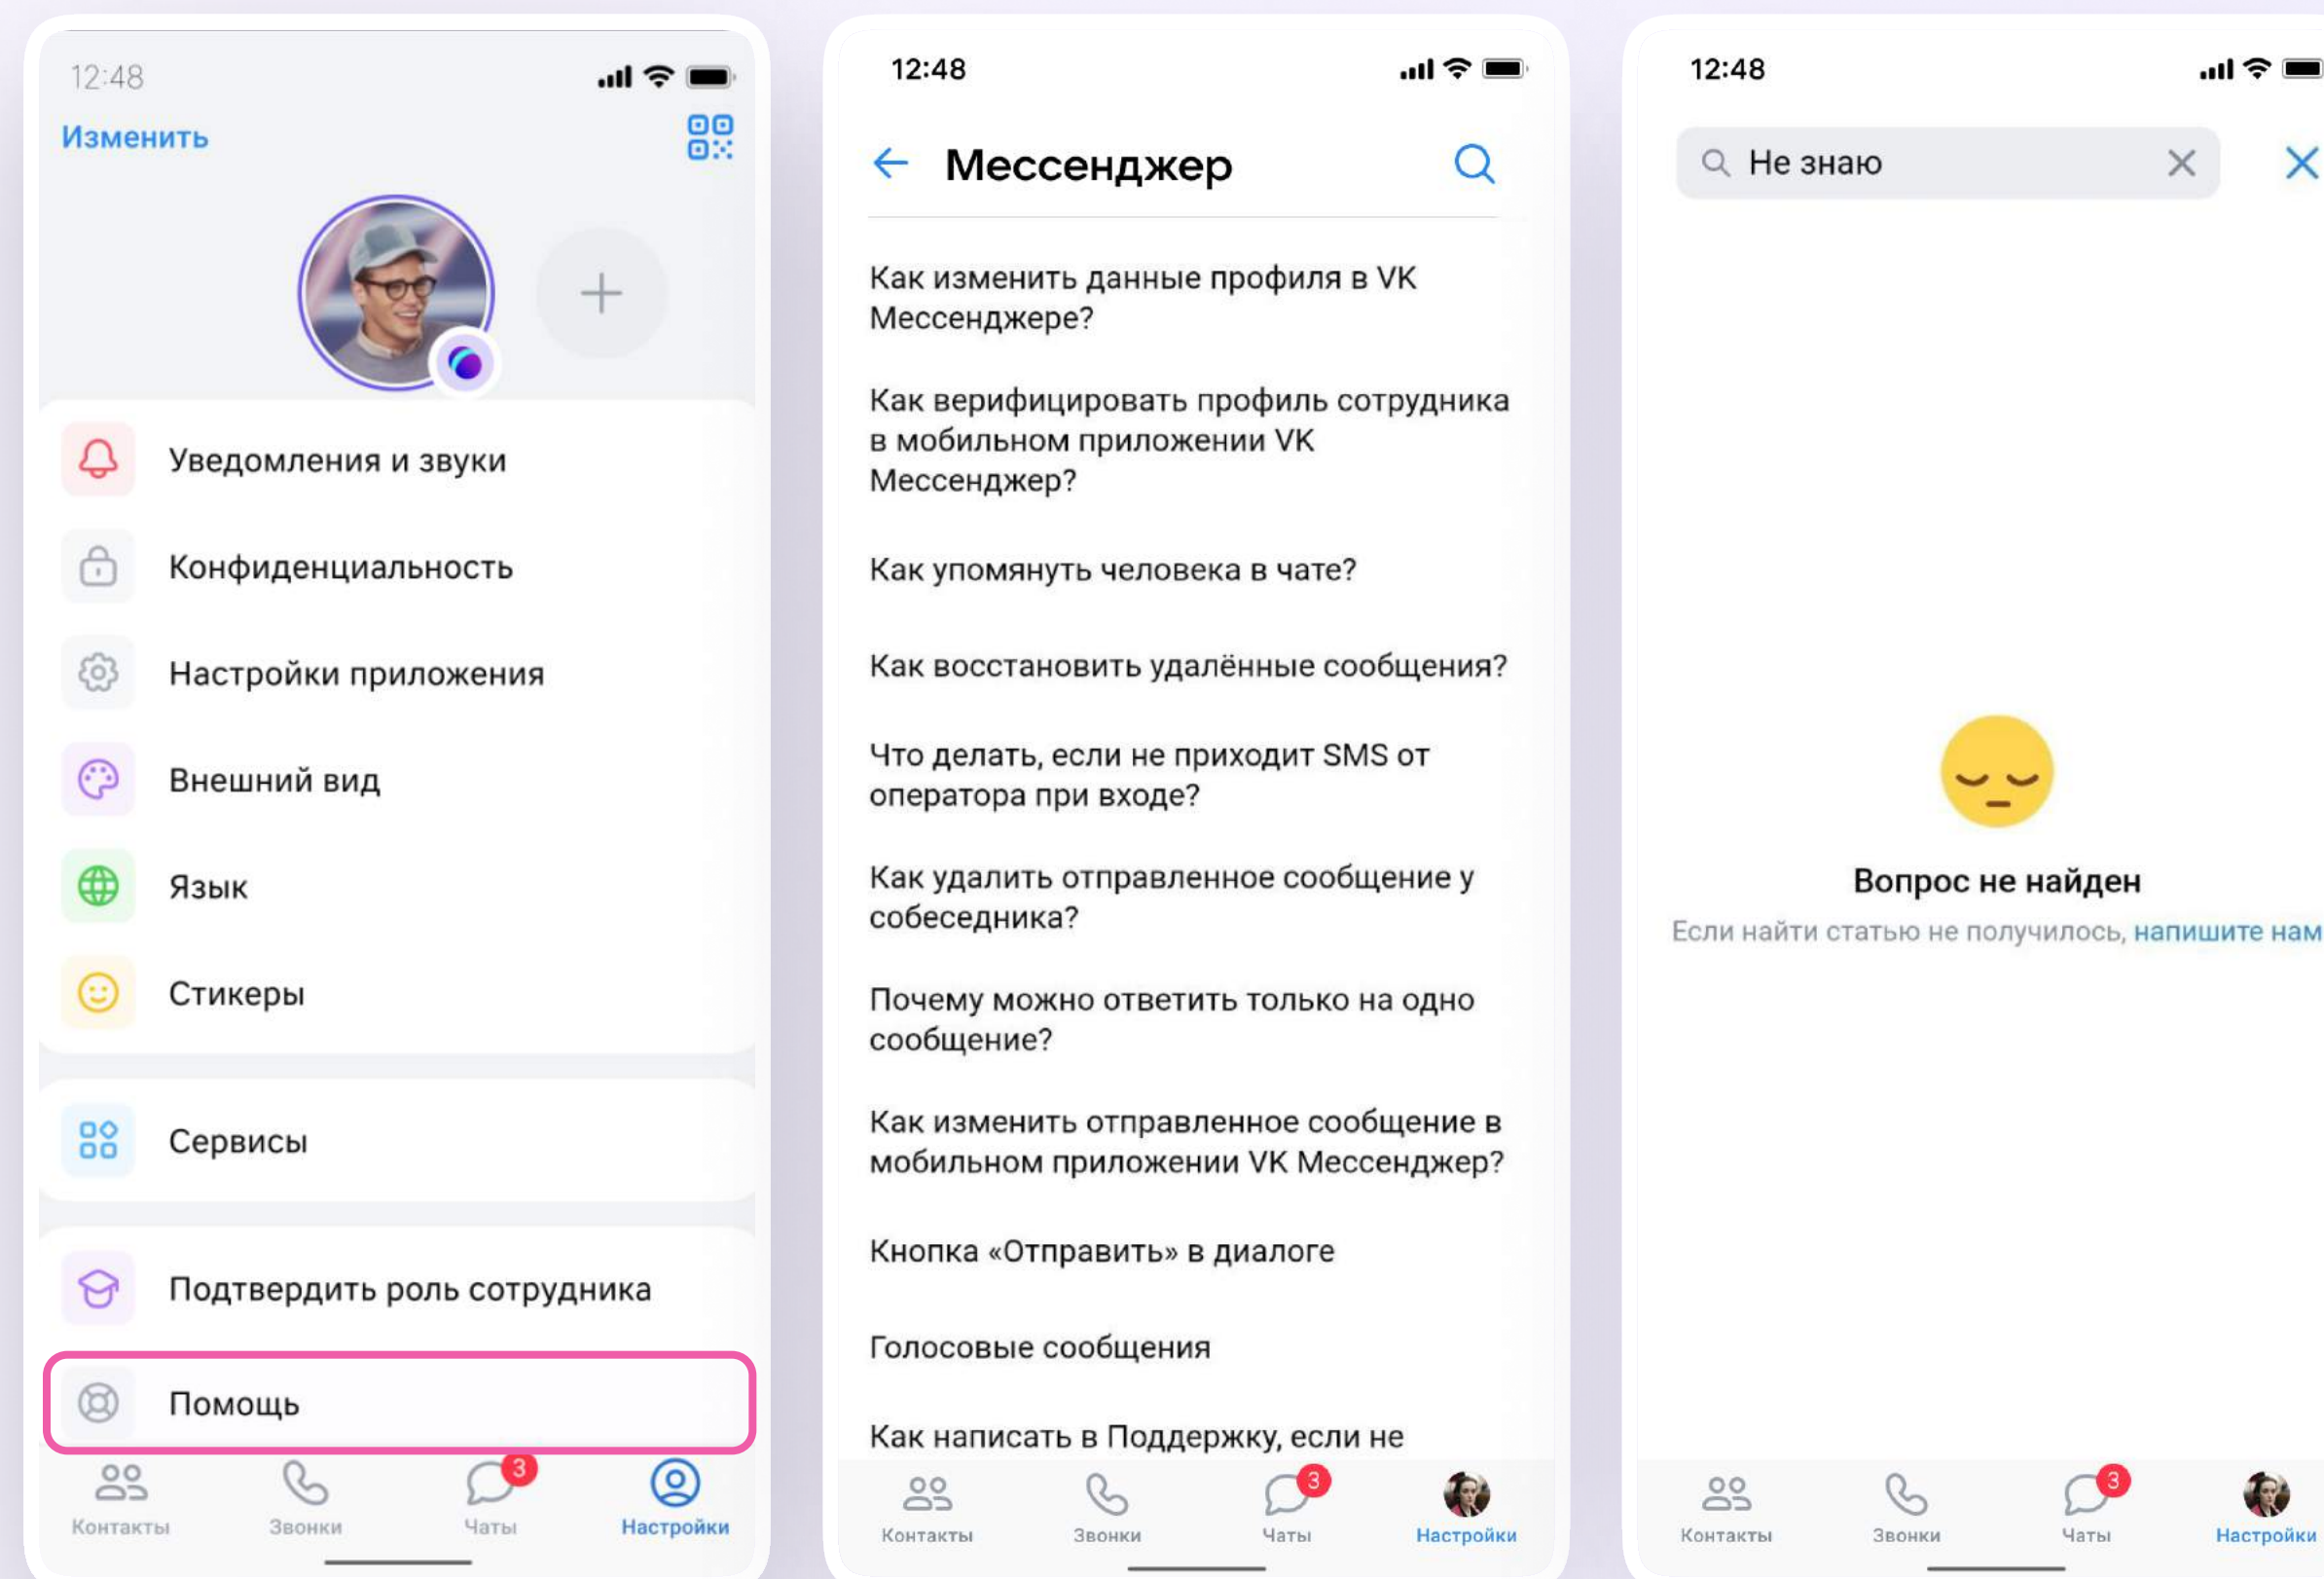 12:48
Изменить
Уведомления и звуки
Конфиденциальность
Настройки приложения
Внешний вид
Язык
Стикеры
Сервисы
Подтвердить роль сотрудника
Помощь
3
Контакты
Звонки
Чаты
Настройки
12:48
Мессенджер
Как изменить данные профиля в VK
Мессенджере?
Как верифицировать профиль сотрудника
в мобильном приложении VK
Мессенджер?
Как упомянуть человека в чате?
Как восстановить удалённые сообщения?
Что делать, если не приходит SMS от
оператора при входе?
Как удалить отправленное сообщение у
собеседника?
Почему можно ответить только на одно
сообщение?
Как изменить отправленное сообщение в
мобильном приложении VK Мессенджер?
Кнопка «Отправить» в диалоге
Голосовые сообщения
Как написать в Поддержку, если не
3
Контакты
Звонки
Чаты
Настройки
12:48
Не знаю
Вопрос не найден
Если найти статью не получилось, напишите нам
3
Контакты
Звонки
Чаты
Настройки